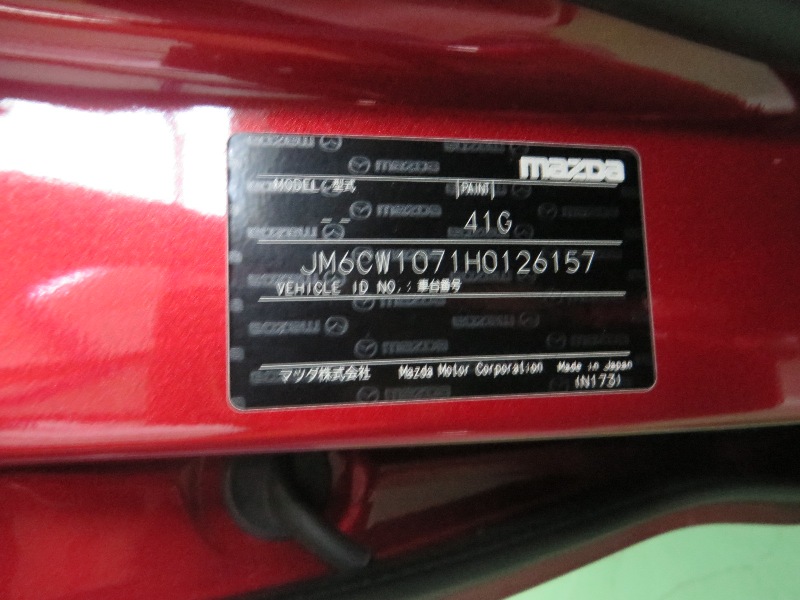 mazda
MODEL / 型式 PAINT
-- 41G
JM6CW1071H0126157
VEHICLE ID NO. / 車台番号
マツダ株式会社 Mazda Motor Corporation Made in Japan
(N173)